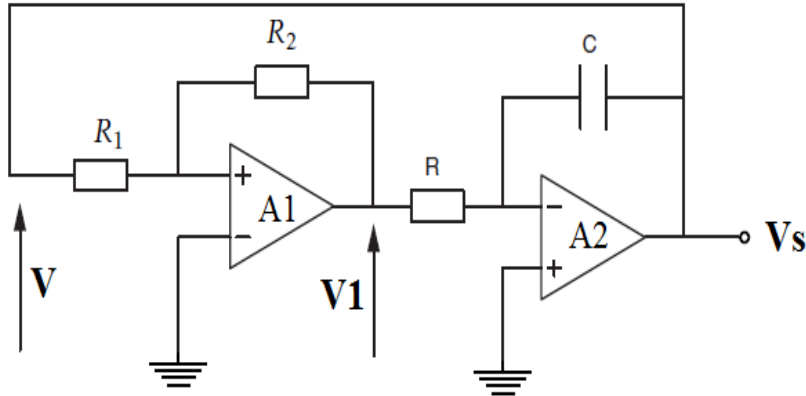 R₂
C
R₁
R
+
A1
−
−
A2
+
Vs
V
V1